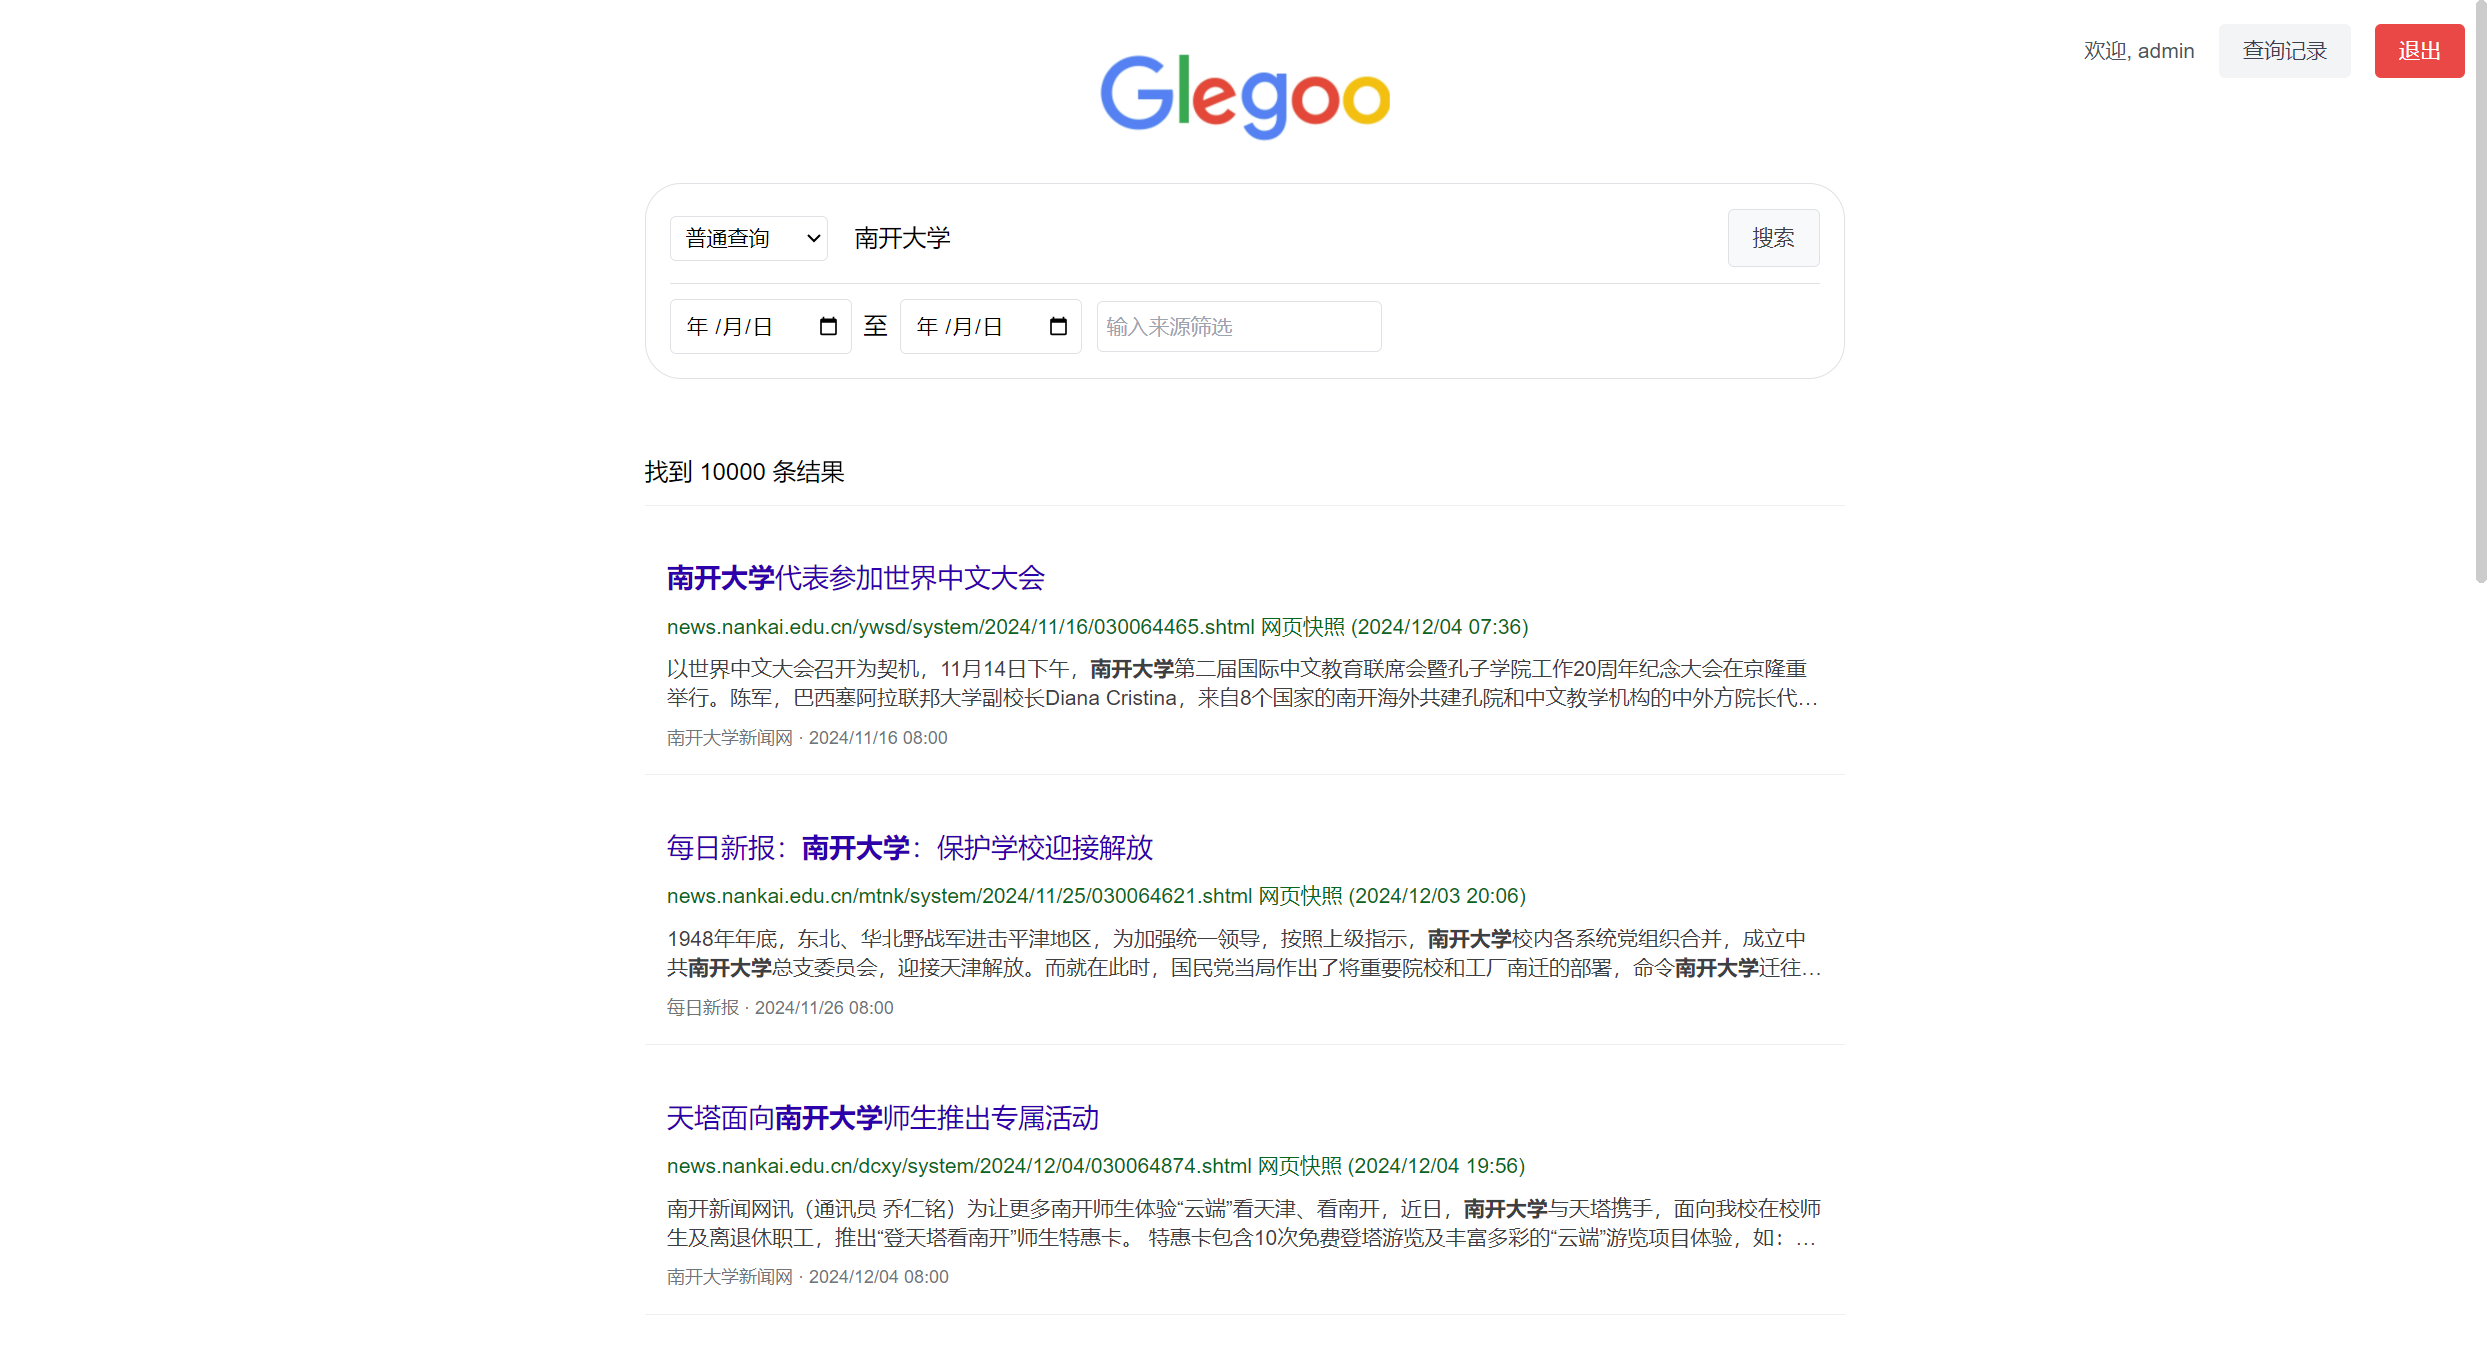 欢迎, admin 查询记录 退出
Glegoo
普通查询 南开大学 搜索
年 /月/日 至 年 /月/日 输入来源筛选
找到 10000 条结果
南开大学代表参加世界中文大会
news.nankai.edu.cn/ywsd/system/2024/11/16/030064465.shtml 网页快照 (2024/12/04 07:36)
以世界中文大会召开为契机，11月14日下午，南开大学第二届国际中文教育联席会暨孔子学院工作20周年纪念大会在京隆重
举行。陈军，巴西塞阿拉联邦大学副校长Diana Cristina，来自8个国家的南开海外共建孔院和中文教学机构的中外方院长代…
南开大学新闻网 · 2024/11/16 08:00
每日新报：南开大学：保护学校迎接解放
news.nankai.edu.cn/mtnk/system/2024/11/25/030064621.shtml 网页快照 (2024/12/03 20:06)
1948年年底，东北、华北野战军进击平津地区，为加强统一领导，按照上级指示，南开大学校内各系统党组织合并，成立中
共南开大学总支委员会，迎接天津解放。而就在此时，国民党当局作出了将重要院校和工厂南迁的部署，命令南开大学迁往…
每日新报 · 2024/11/26 08:00
天塔面向南开大学师生推出专属活动
news.nankai.edu.cn/dcxy/system/2024/12/04/030064874.shtml 网页快照 (2024/12/04 19:56)
南开新闻网讯（通讯员 乔仁铭）为让更多南开师生体验“云端”看天津、看南开，近日，南开大学与天塔携手，面向我校在校师
生及离退休职工，推出“登天塔看南开”师生特惠卡。 特惠卡包含10次免费登塔游览及丰富多彩的“云端”游览项目体验，如：…
南开大学新闻网 · 2024/12/04 08:00